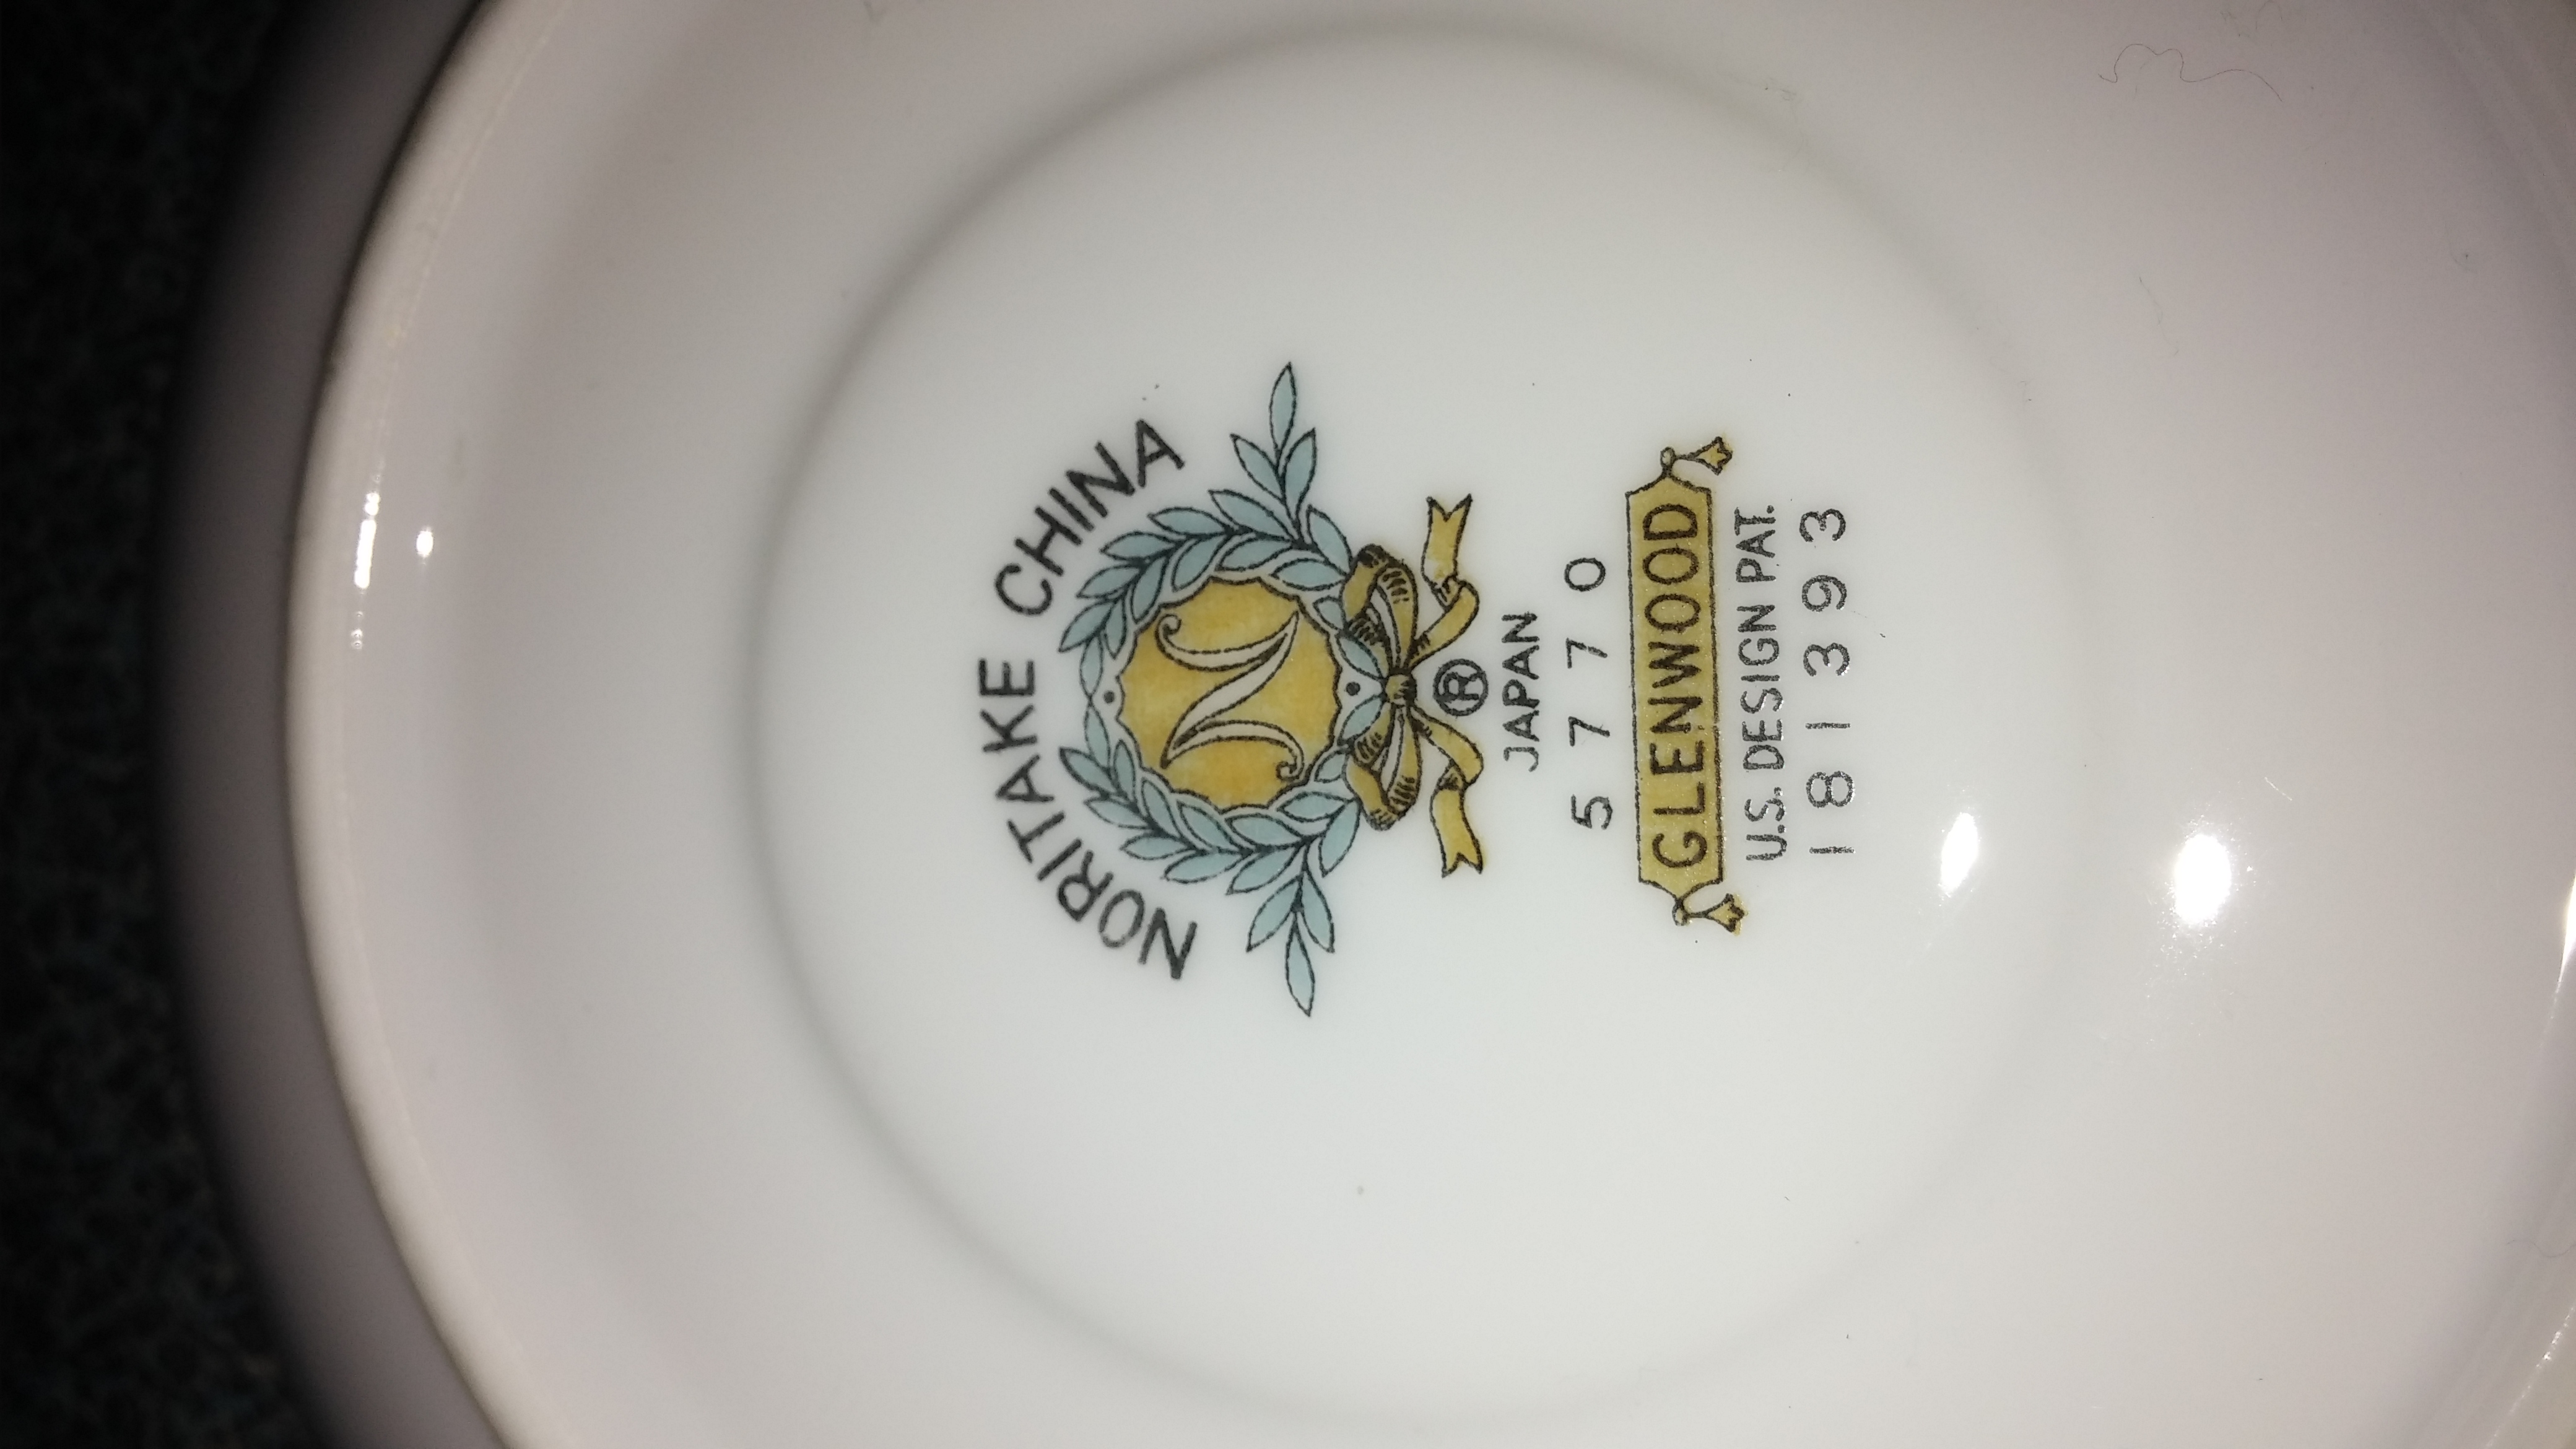 NORITAKE CHINA
N
®
JAPAN
5770
GLENWOOD
U.S. DESIGN PAT.
181393